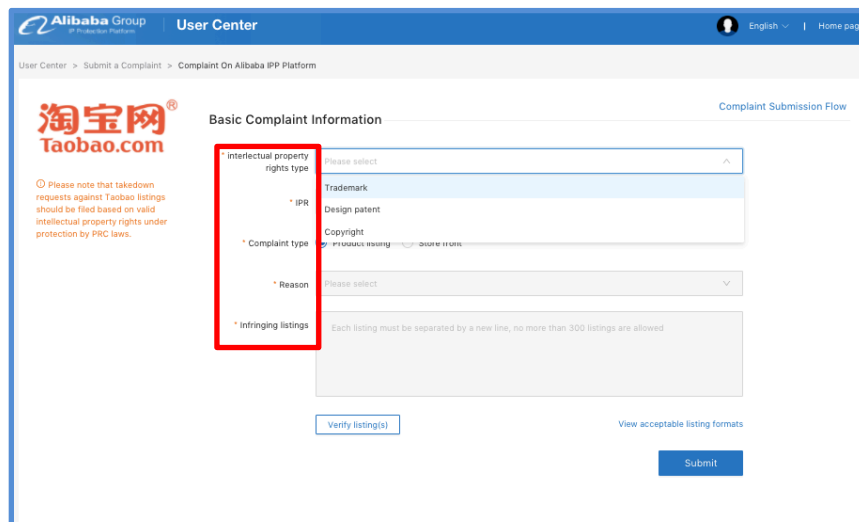 Alibaba Group
IP Protection Platform
User Center
English
Home pag
User Center > Submit a Complaint > Complaint On Alibaba IPP Platform
淘宝网®
Taobao.com
Please note that takedown
requests against Taobao listings
should be filed based on valid
intellectual property rights under
protection by PRC laws.
Complaint Submission Flow
Basic Complaint Information
* interlectual property
rights type
Please select
Trademark
Design patent
Copyright
* IPR
* Complaint type
Product listing
Store front
* Reason
Please select
* Infringing listings
Each listing must be separated by a new line, no more than 300 listings are allowed
Verify listing(s)
View acceptable listing formats
Submit